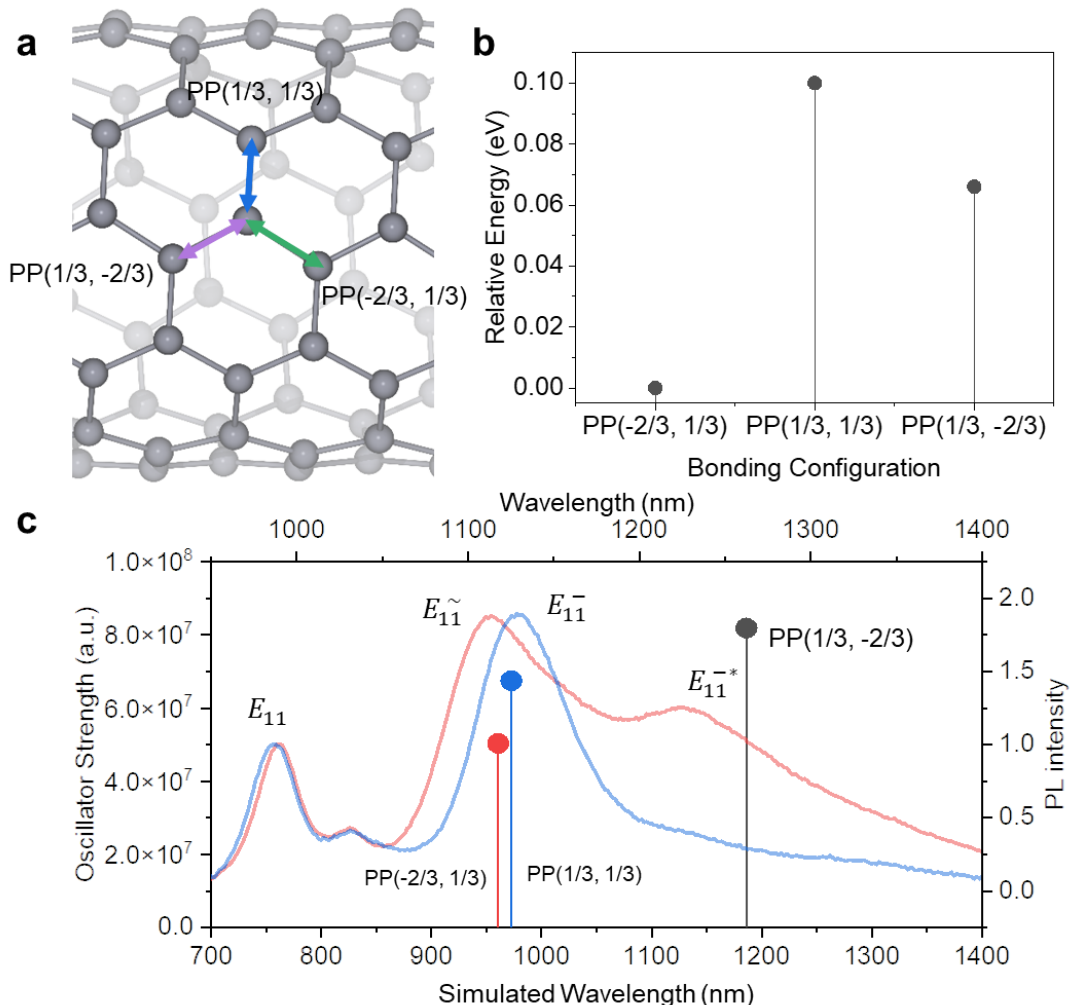 a
PP(1/3, 1/3)
PP(1/3, -2/3)
PP(-2/3, 1/3)
b
Relative Energy (eV)
0.10
0.08
0.06
0.04
0.02
0.00
PP(-2/3, 1/3) PP(1/3, 1/3) PP(1/3, -2/3)
Bonding Configuration
c
Wavelength (nm)
1000 1100 1200 1300 1400
Oscillator Strength (a.u.)
1.0×10⁸
8.0×10⁷
6.0×10⁷
4.0×10⁷
2.0×10⁷
0.0
E₁₁
E₁₁~
E₁₁⁻
E₁₁⁻*
PP(1/3, -2/3)
PP(-2/3, 1/3)
PP(1/3, 1/3)
2.0
1.5
1.0
0.5
0.0
PL intensity
700 800 900 1000 1100 1200 1300 1400
Simulated Wavelength (nm)